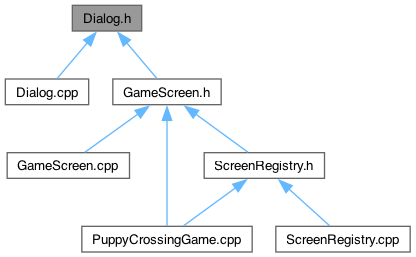 Dialog.h
Dialog.cpp
GameScreen.h
GameScreen.cpp
ScreenRegistry.h
PuppyCrossingGame.cpp
ScreenRegistry.cpp